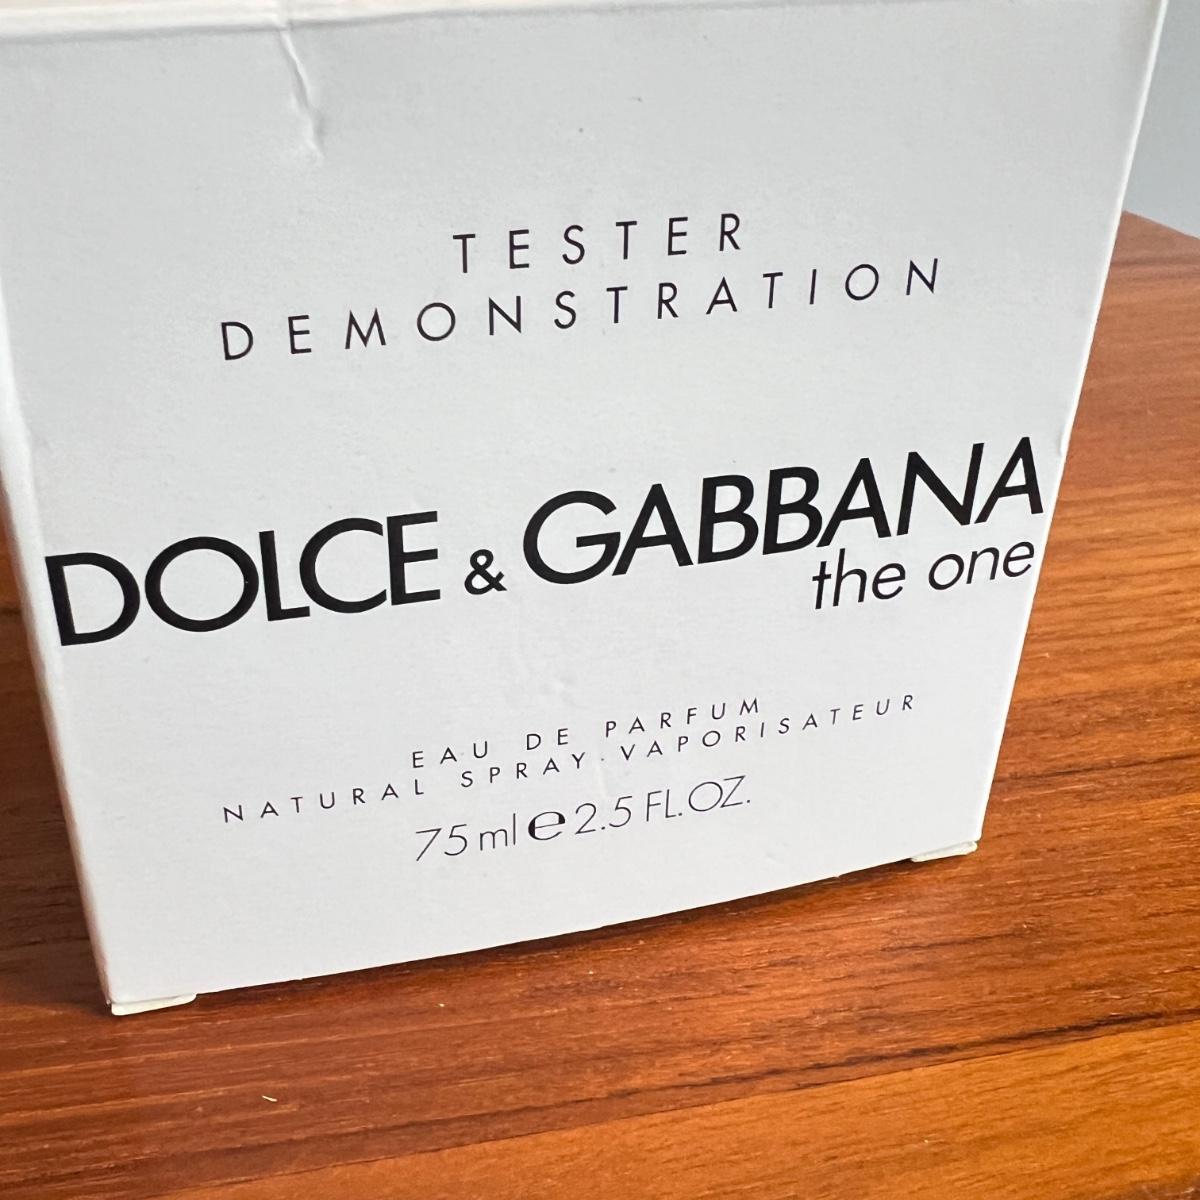 TESTER
DEMONSTRATION
DOLCE & GABBANA
the one
EAU DE PARFUM
NATURAL SPRAY·VAPORISATEUR
75 ml ℮ 2.5 FL.OZ.